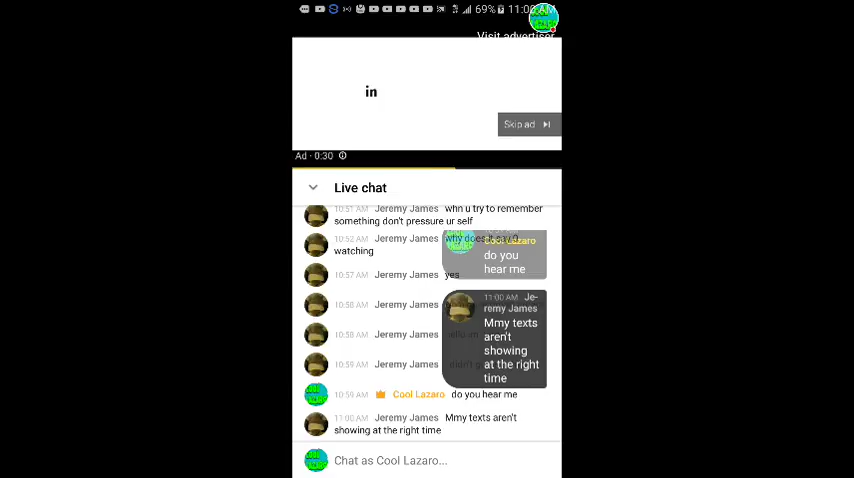 69% 11:00 AM
Visit advertiser
in
Skip ad
Ad · 0:30
Live chat
10:51 AM Jeremy James whn u try to remember
something don't pressure ur self
10:52 AM Jeremy James why does it say 0
watching
10:57 AM Jeremy James yes
10:58 AM Jeremy James
10:58 AM Jeremy James
10:59 AM Jeremy James
10:59 AM Cool Lazaro do you hear me
11:00 AM Jeremy James Mmy texts aren't
showing at the right time
Cool Lazaro
do you
hear me
11:00 AM Je-
remy James
Mmy texts
aren't
showing
at the right
time
Chat as Cool Lazaro...